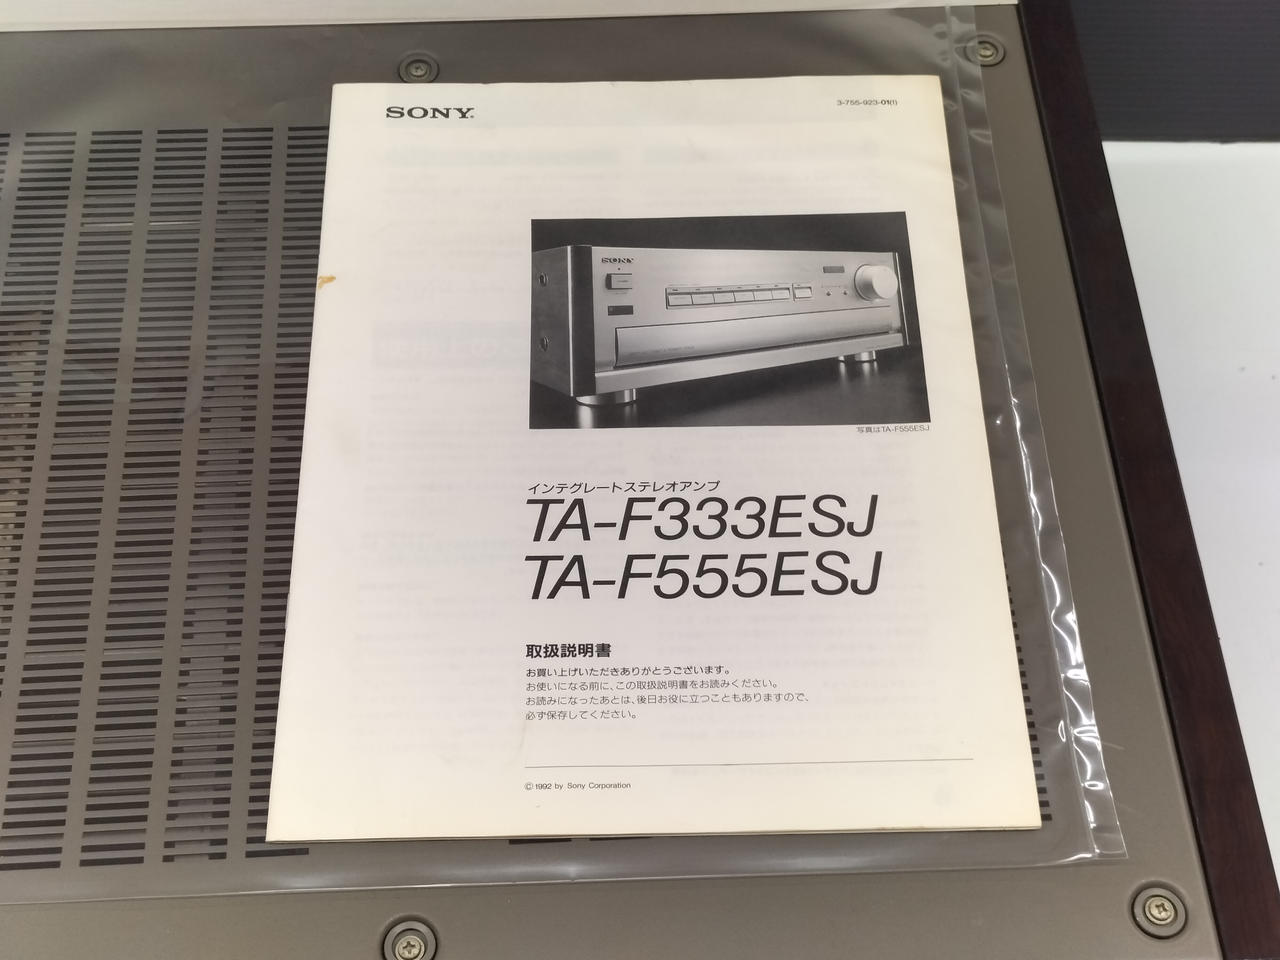 SONY.
3-755-923-01(1)
SONY
写真はTA-F555ESJ
インテグレートステレオアンプ
TA-F333ESJ
TA-F555ESJ
取扱説明書
お買い上げいただきありがとうございます。
お使いになる前に、この取扱説明書をお読みください。
お読みになったあとは、後日お役に立つこともありますので、
必ず保存してください。
© 1992 by Sony Corporation